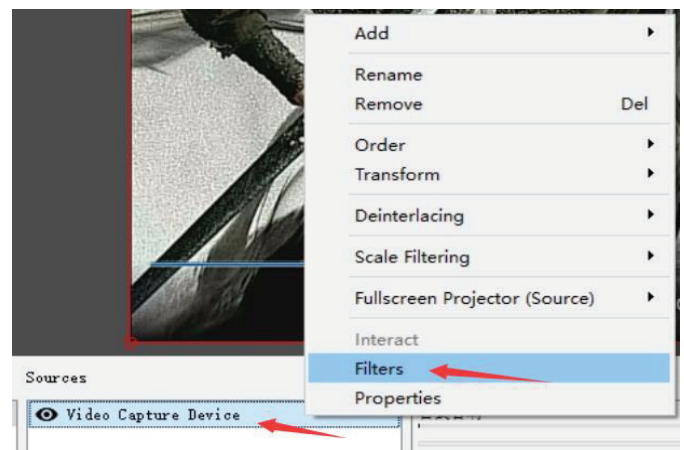 Add
Rename
Remove Del
Order
Transform
Deinterlacing
Scale Filtering
Fullscreen Projector (Source)
Interact
Filters
Properties
Sources
Video Capture Device